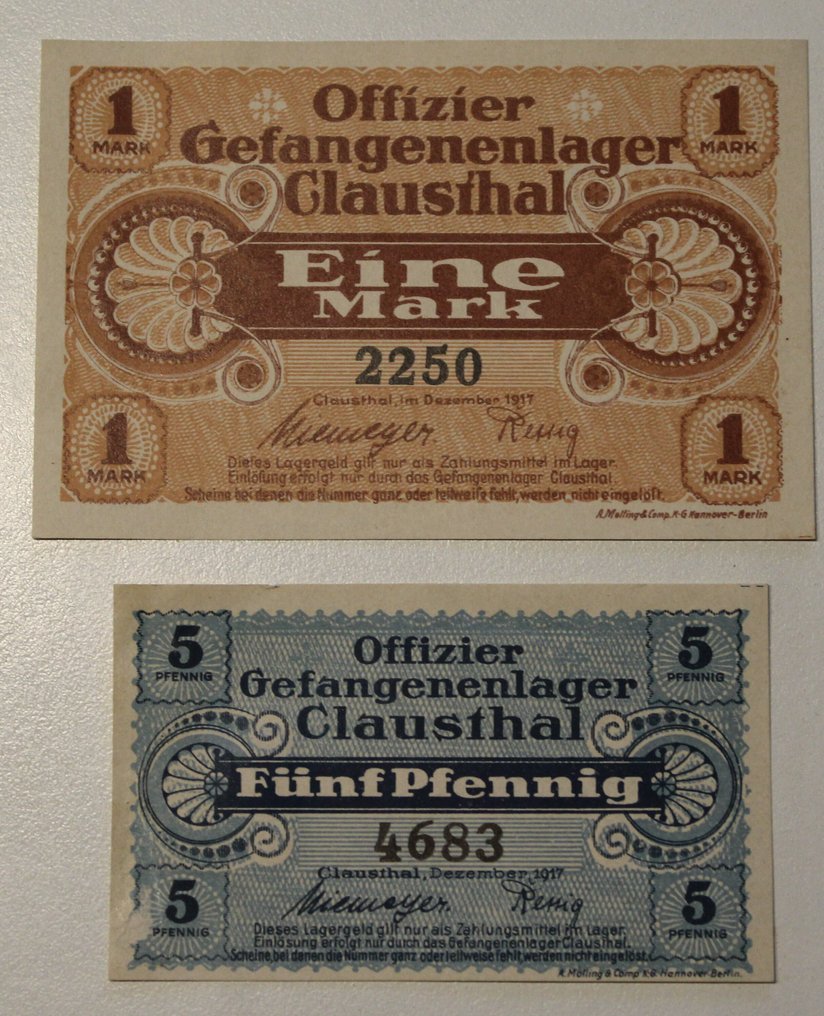 1 MARK
1 MARK
Offizier
Gefangenenlager
Clausthal
Eine
Mark
2250
Clausthal, im Dezember 1917
Niemeyer. Reßig
Dieses Lagergeld gilt nur als Zahlungsmittel im Lager.
Einlösung erfolgt nur durch das Gefangenenlager Clausthal.
Scheine, bei denen die Nummer ganz oder teilweise fehlt, werden nicht eingelöst.
1 MARK
1 MARK
A. Molling & Comp. K-G Hannover-Berlin
5 PFENNIG
5 PFENNIG
Offizier
Gefangenenlager
Clausthal
Fünf Pfennig
4683
Clausthal, Dezember 1917
Niemeyer. Reßig
Dieses Lagergeld gilt nur als Zahlungsmittel im Lager.
Einlösung erfolgt nur durch das Gefangenenlager Clausthal.
Scheine, bei denen die Nummer ganz oder teilweise fehlt, werden nicht eingelöst.
5 PFENNIG
5 PFENNIG
A. Molling & Comp K-G. Hannover-Berlin.